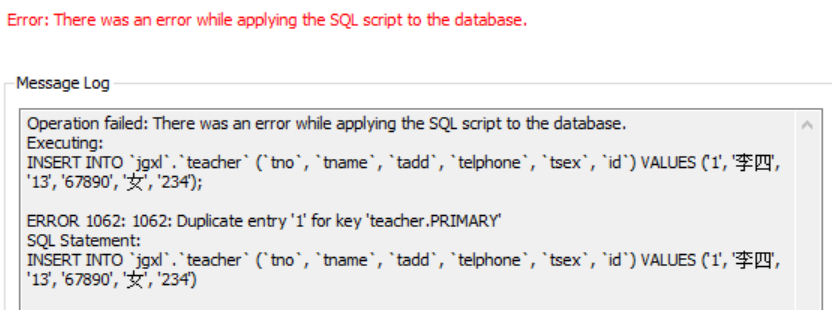 Error: There was an error while applying the SQL script to the database.
Message Log
Operation failed: There was an error while applying the SQL script to the database.
Executing:
INSERT INTO `jgxl`.`teacher` (`tno`, `tname`, `tadd`, `telphone`, `tsex`, `id`) VALUES ('1', '李四',
'13', '67890', '女', '234');
ERROR 1062: 1062: Duplicate entry '1' for key 'teacher.PRIMARY'
SQL Statement:
INSERT INTO `jgxl`.`teacher` (`tno`, `tname`, `tadd`, `telphone`, `tsex`, `id`) VALUES ('1', '李四',
'13', '67890', '女', '234')